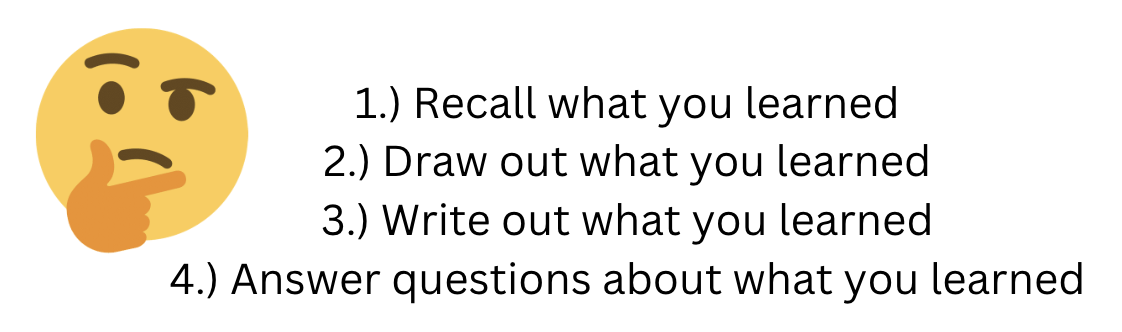 1.) Recall what you learned
2.) Draw out what you learned
3.) Write out what you learned
4.) Answer questions about what you learned